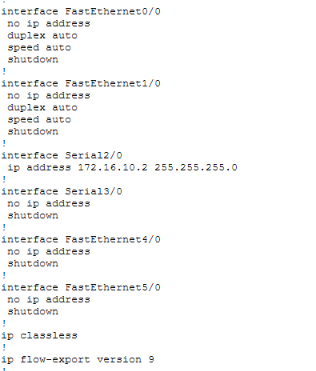 !
interface FastEthernet0/0
no ip address
duplex auto
speed auto
shutdown
!
interface FastEthernet1/0
no ip address
duplex auto
speed auto
shutdown
!
interface Serial2/0
ip address 172.16.10.2 255.255.255.0
!
interface Serial3/0
no ip address
shutdown
!
interface FastEthernet4/0
no ip address
shutdown
!
interface FastEthernet5/0
no ip address
shutdown
!
ip classless
!
ip flow-export version 9
!